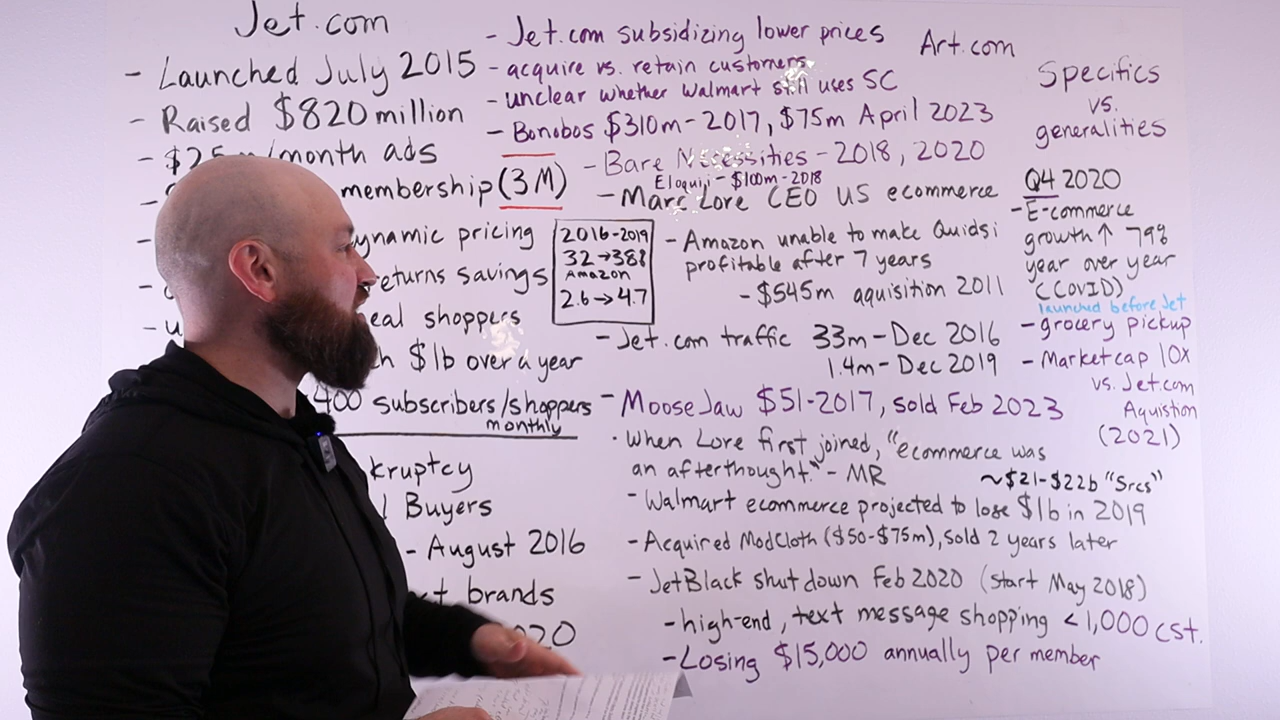 Jet.com
- Launched July 2015
- Raised $820 million
/month ads
membership (3M)
ynamic pricing
eturns savings
eal shoppers
h $1b over a year
400 subscribers/shoppers
monthly
kruptcy
Buyers
- August 2016
t brands
020
2016-2019
32→388
Amazon
2.6→4.7
- Jet.com subsidizing lower prices
- acquire vs. retain customers
- unclear whether Walmart still uses SC
- Bonobos $310m-2017, $75m April 2023
- Bare Necessities - 2018, 2020
Eloquii - $100m-2018
- Marc Lore CEO US ecommerce
- Amazon unable to make Quidsi
profitable after 7 years
- $545m aquisition 2011
- Jet.com traffic 33m-Dec 2016
1.4m-Dec 2019
- MooseJaw $51-2017, sold Feb 2023
· When Lore first joined, "ecommerce was
an afterthought." - MR
~$21-$22b "Srcs"
- Walmart ecommerce projected to lose $1b in 2019
- Acquired ModCloth ($50-$75m), sold 2 years later
- JetBlack shut down Feb 2020 (start May 2018)
- high-end, text message shopping <1,000 cst.
- Losing $15,000 annually per member
Art.com
Specifics
vs.
generalities
Q4 2020
- E-commerce
growth↑ 79%
year over year
(COVID)
launched before Jet
- grocery pickup
- Market cap 10x
vs. Jet.com
Aquistion
(2021)